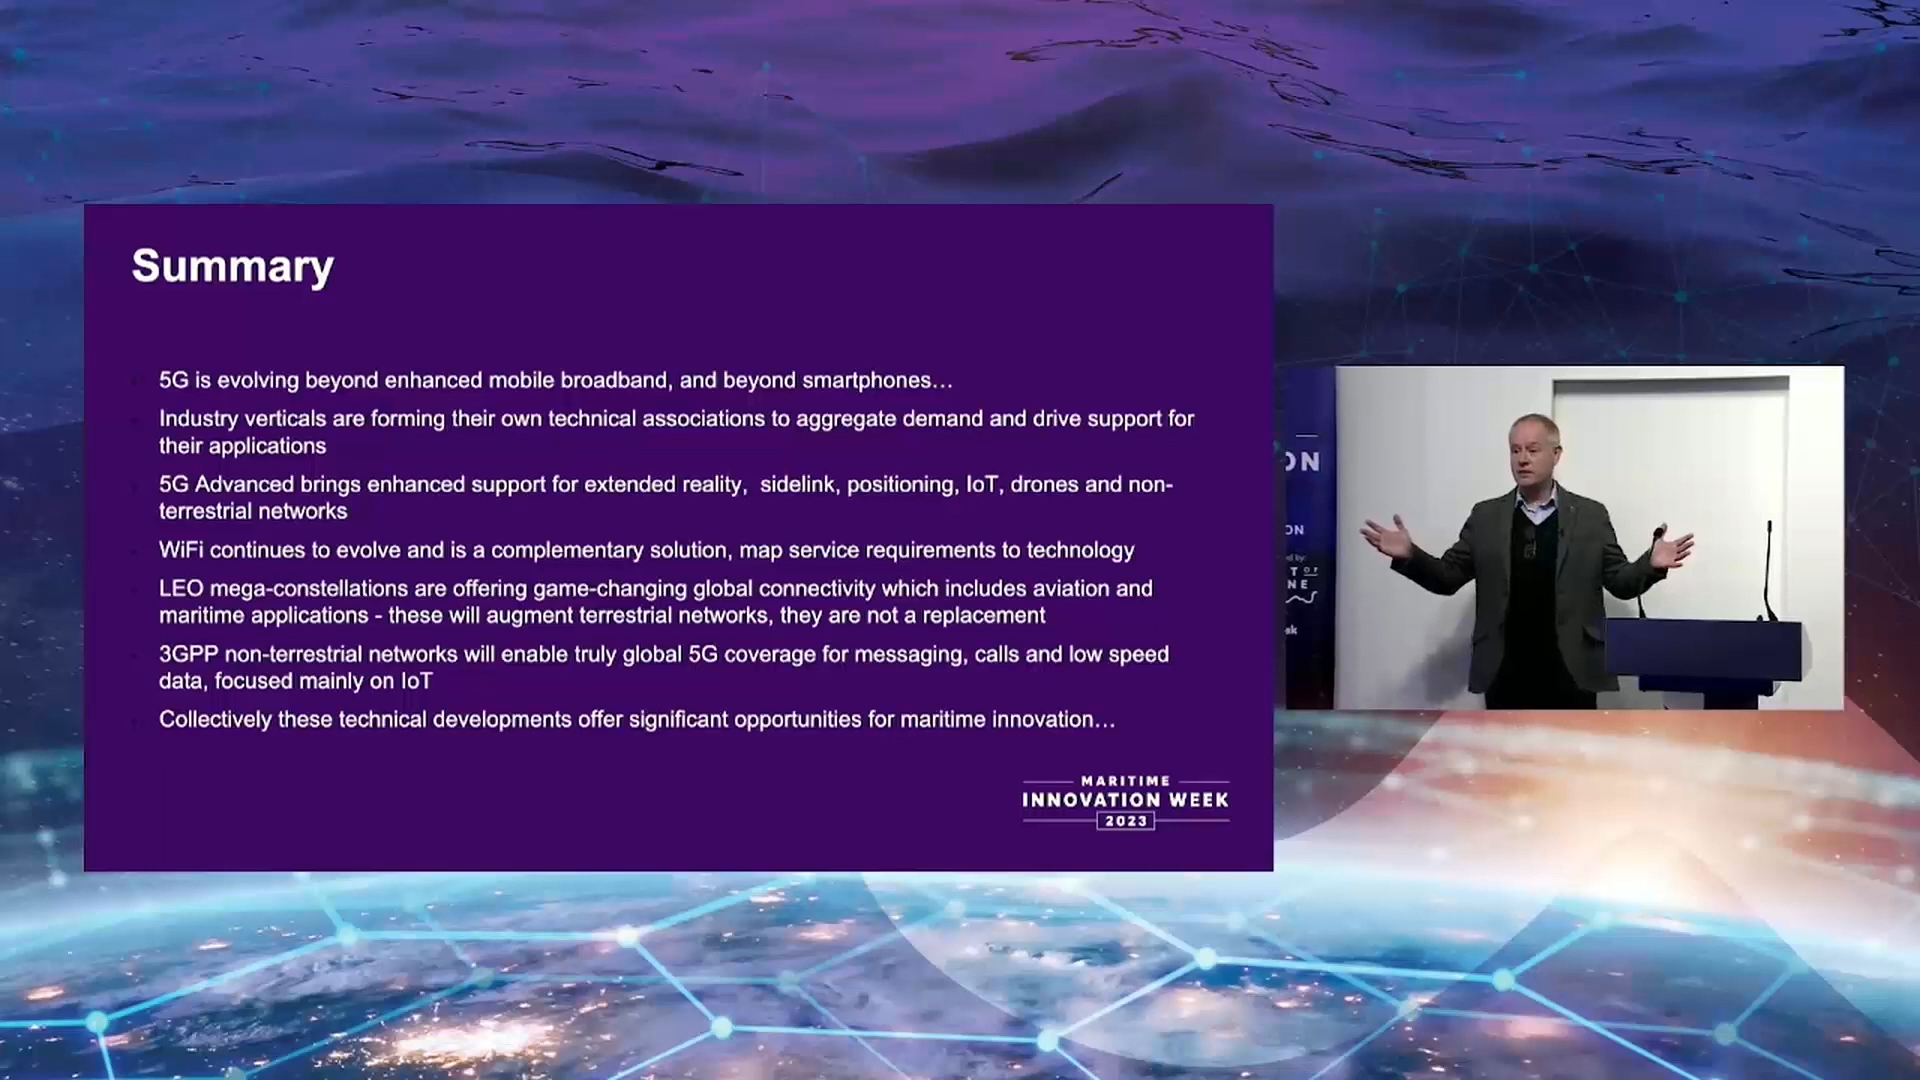 Summary
5G is evolving beyond enhanced mobile broadband, and beyond smartphones…
Industry verticals are forming their own technical associations to aggregate demand and drive support for
their applications
5G Advanced brings enhanced support for extended reality,  sidelink, positioning, IoT, drones and non-
terrestrial networks
WiFi continues to evolve and is a complementary solution, map service requirements to technology
LEO mega-constellations are offering game-changing global connectivity which includes aviation and
maritime applications - these will augment terrestrial networks, they are not a replacement
3GPP non-terrestrial networks will enable truly global 5G coverage for messaging, calls and low speed
data, focused mainly on IoT
Collectively these technical developments offer significant opportunities for maritime innovation…
MARITIME
INNOVATION WEEK
2023
ON
ON